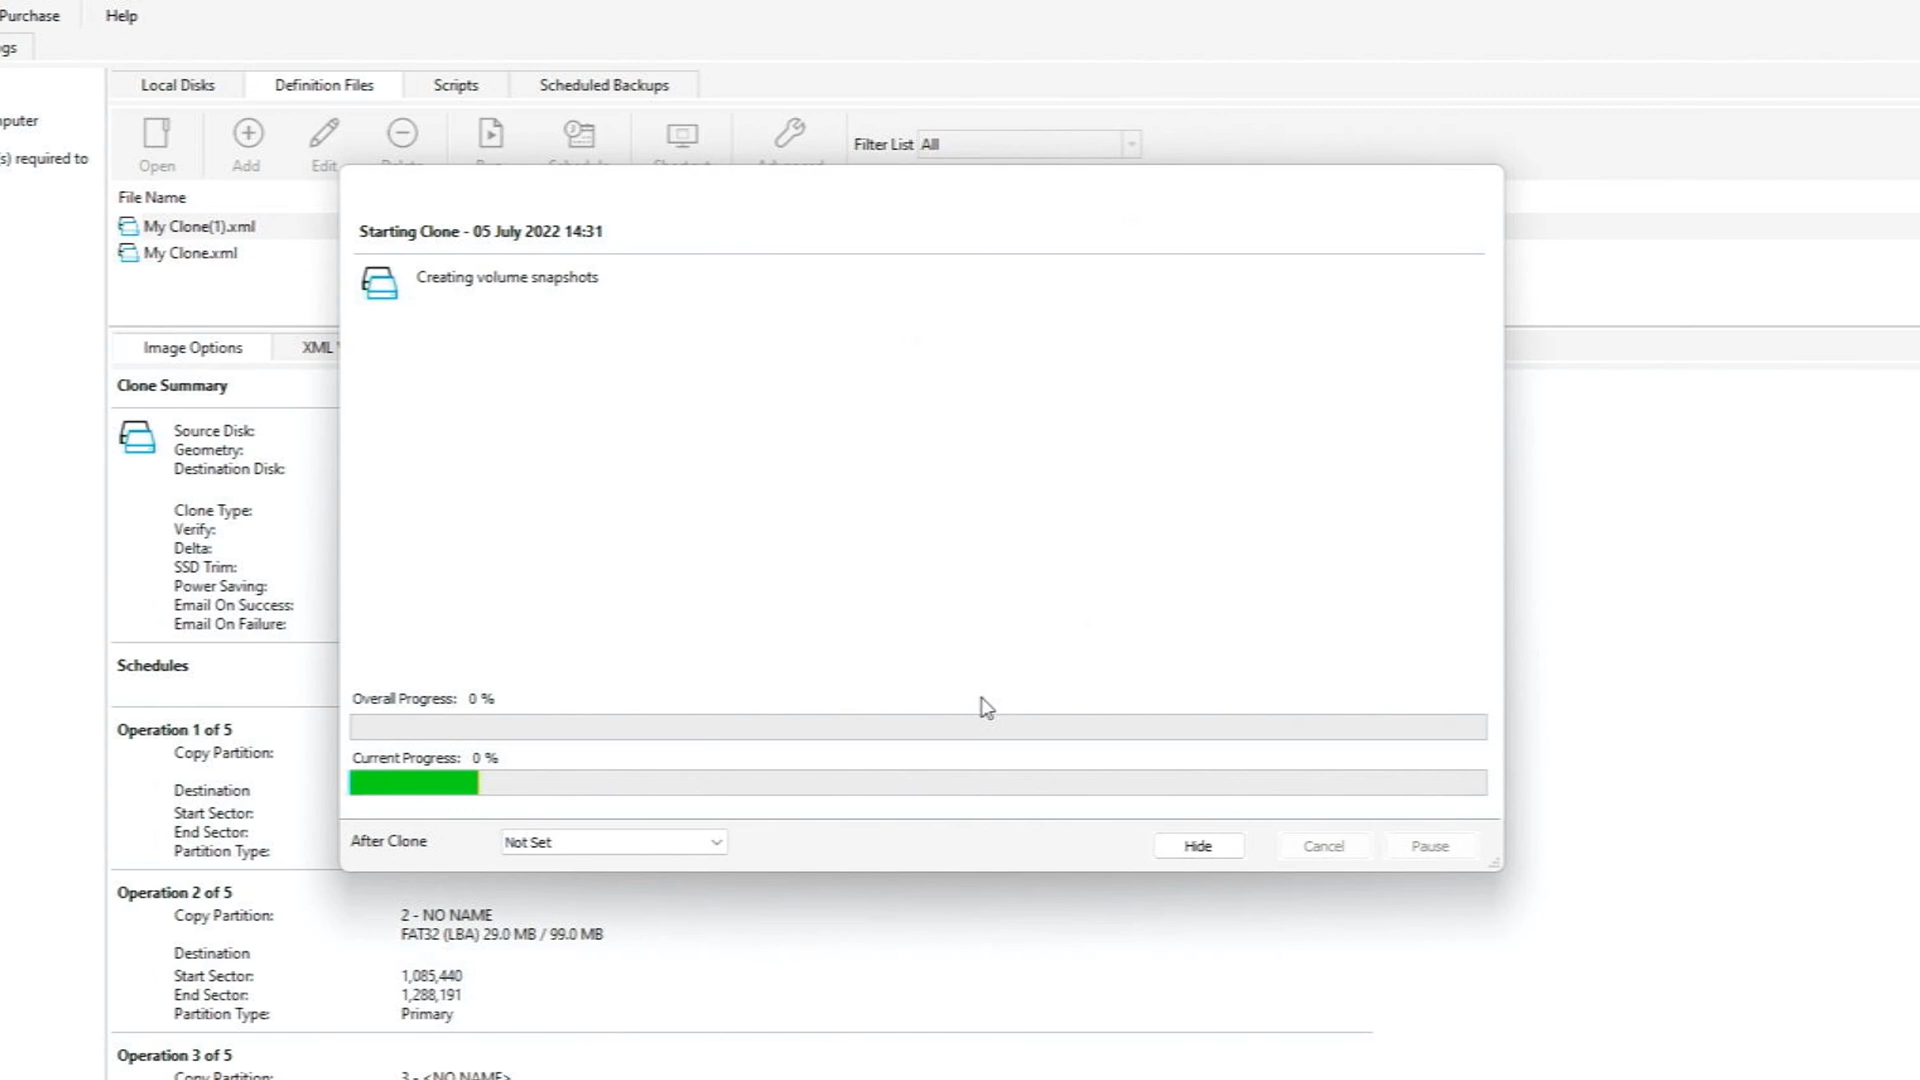 Purchase
Help
gs
Local Disks
Definition Files
Scripts
Scheduled Backups
mputer
(s) required to
Open
Add
Edit
Filter List
All
File Name
My Clone(1).xml
My Clone.xml
Starting Clone - 05 July 2022 14:31
Creating volume snapshots
Image Options
XML
Clone Summary
Source Disk:
Geometry:
Destination Disk:
Clone Type:
Verify:
Delta:
SSD Trim:
Power Saving:
Email On Success:
Email On Failure:
Schedules
Overall Progress: 0 %
Current Progress: 0 %
After Clone
Not Set
Hide
Cancel
Pause
Operation 1 of 5
Copy Partition:
Destination
Start Sector:
End Sector:
Partition Type:
Operation 2 of 5
Copy Partition: 2 - NO NAME
FAT32 (LBA) 29.0 MB / 99.0 MB
Destination
Start Sector: 1,085,440
End Sector: 1,288,191
Partition Type: Primary
Operation 3 of 5
Copy Partition: 3 - <NO NAME>